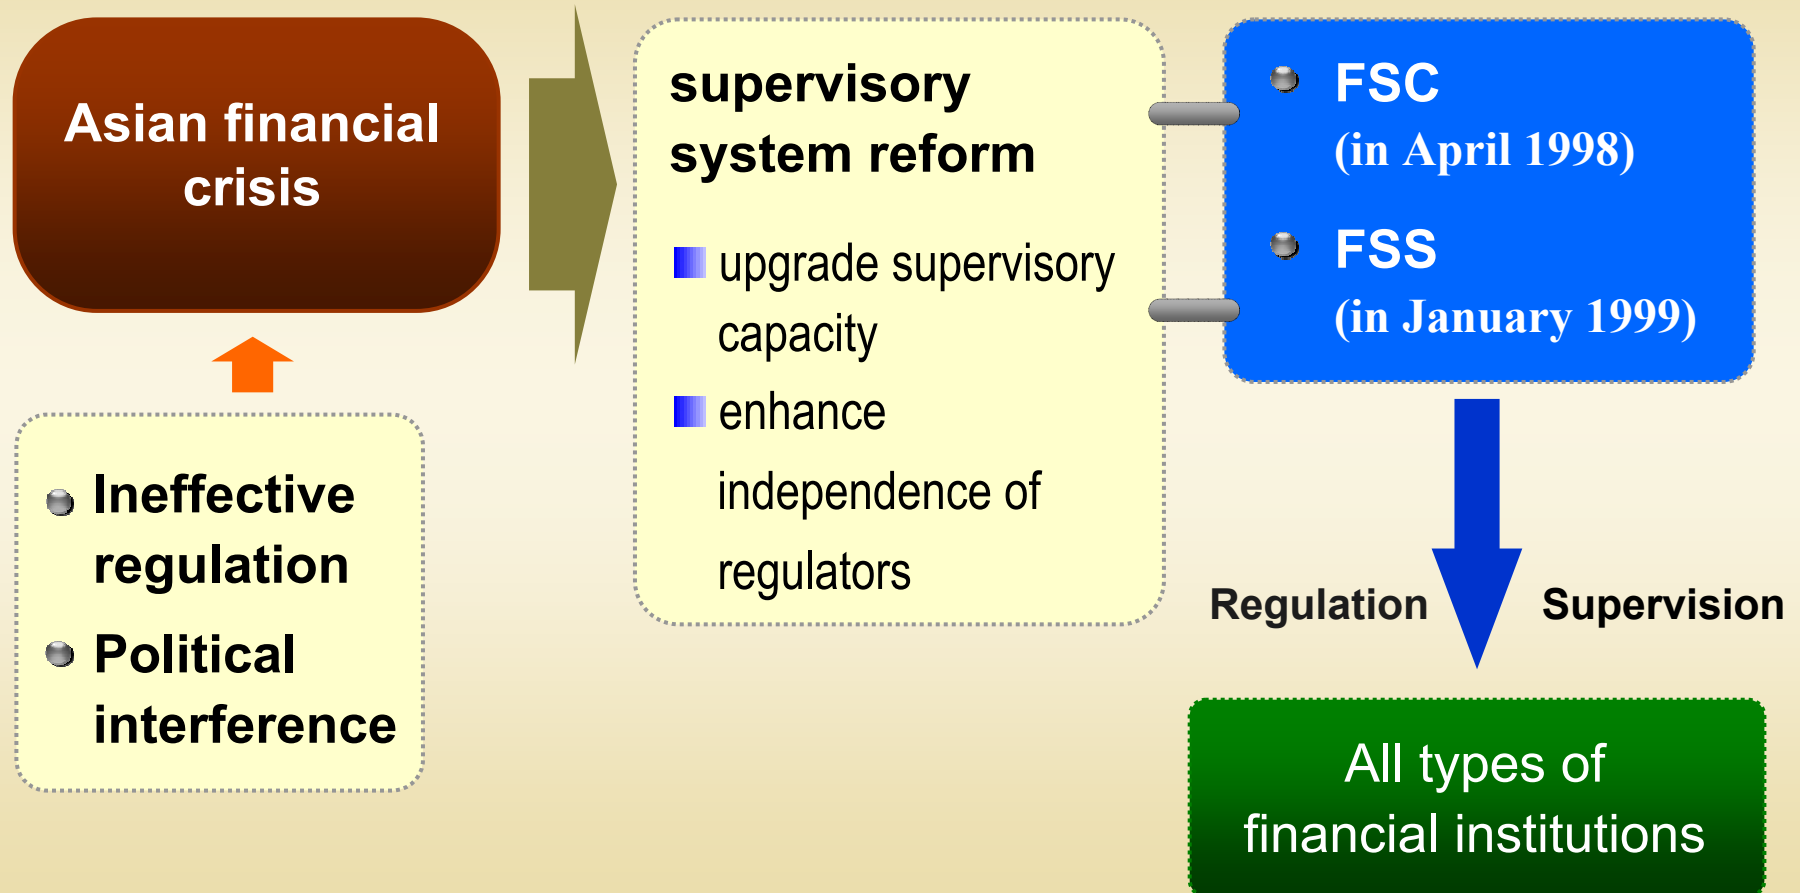 Asian financial
crisis
Ineffective
regulation
Political
interference
supervisory
system reform
upgrade supervisory
capacity
enhance
independence of
regulators
FSC
(in April 1998)
FSS
(in January 1999)
Regulation
Supervision
All types of
financial institutions